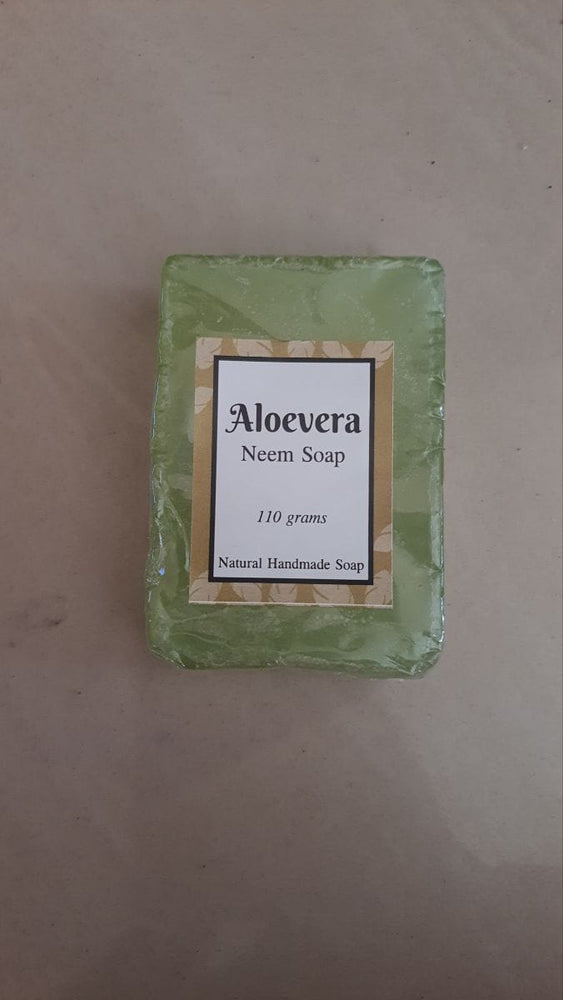 Aloevera
Neem Soap
110 grams
Natural Handmade Soap